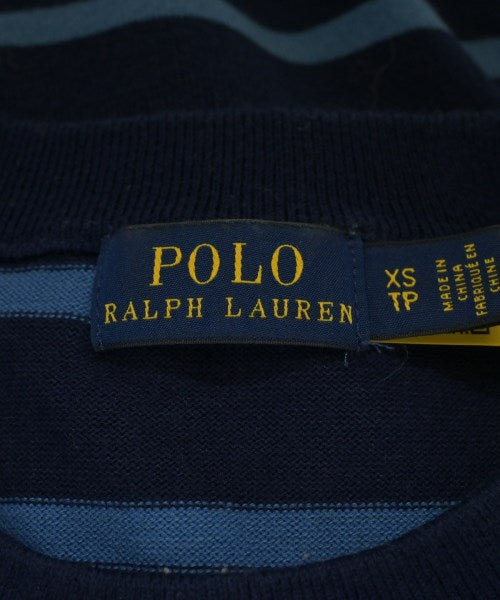 POLO
RALPH LAUREN
XS
TP
MADE IN
CHINA
FABRIQUÉ EN
CHINE